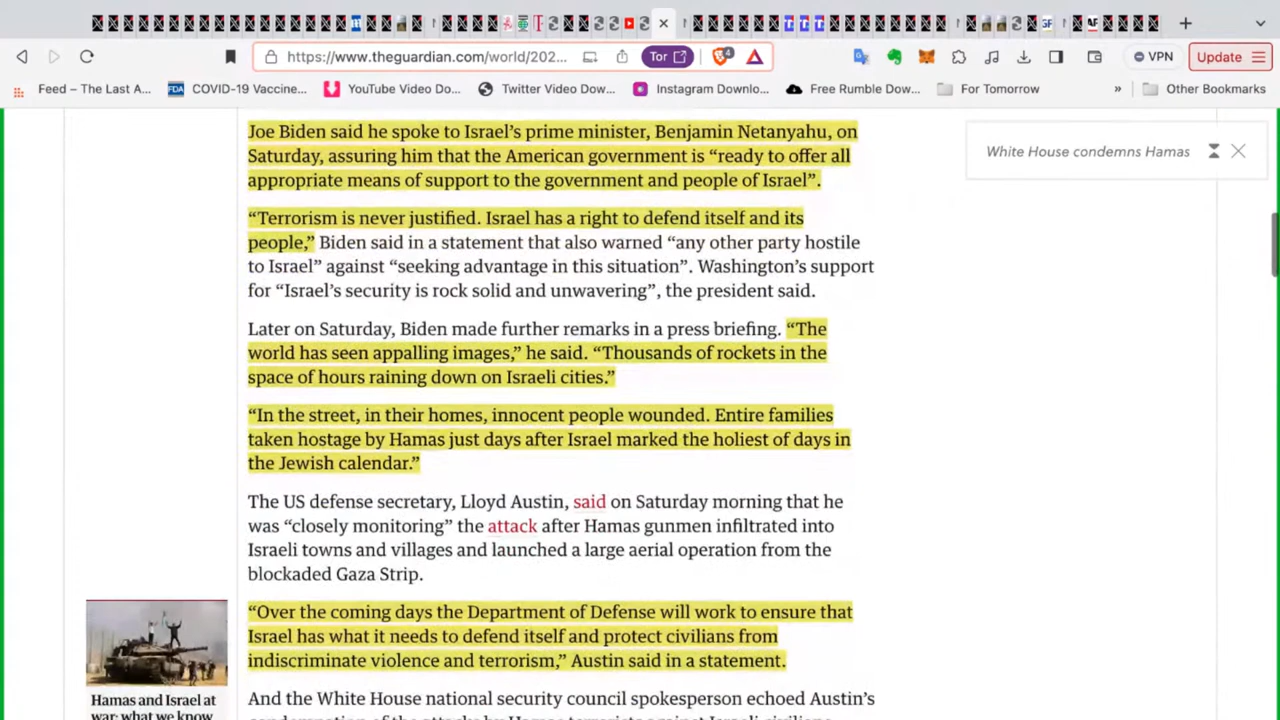 https://www.theguardian.com/world/202...
Tor
4
VPN
Update
Feed – The Last A...
FDA
COVID-19 Vaccine...
YouTube Video Do...
Twitter Video Dow...
Instagram Downlo...
Free Rumble Dow...
For Tomorrow
»
Other Bookmarks
White House condemns Hamas
Joe Biden said he spoke to Israel’s prime minister, Benjamin Netanyahu, on
Saturday, assuring him that the American government is “ready to offer all
appropriate means of support to the government and people of Israel”.
“Terrorism is never justified. Israel has a right to defend itself and its
people,” Biden said in a statement that also warned “any other party hostile
to Israel” against “seeking advantage in this situation”. Washington’s support
for “Israel’s security is rock solid and unwavering”, the president said.
Later on Saturday, Biden made further remarks in a press briefing. “The
world has seen appalling images,” he said. “Thousands of rockets in the
space of hours raining down on Israeli cities.”
“In the street, in their homes, innocent people wounded. Entire families
taken hostage by Hamas just days after Israel marked the holiest of days in
the Jewish calendar.”
The US defense secretary, Lloyd Austin, said on Saturday morning that he
was “closely monitoring” the attack after Hamas gunmen infiltrated into
Israeli towns and villages and launched a large aerial operation from the
blockaded Gaza Strip.
“Over the coming days the Department of Defense will work to ensure that
Israel has what it needs to defend itself and protect civilians from
indiscriminate violence and terrorism,” Austin said in a statement.
Hamas and Israel at
war: what we know
And the White House national security council spokesperson echoed Austin’s